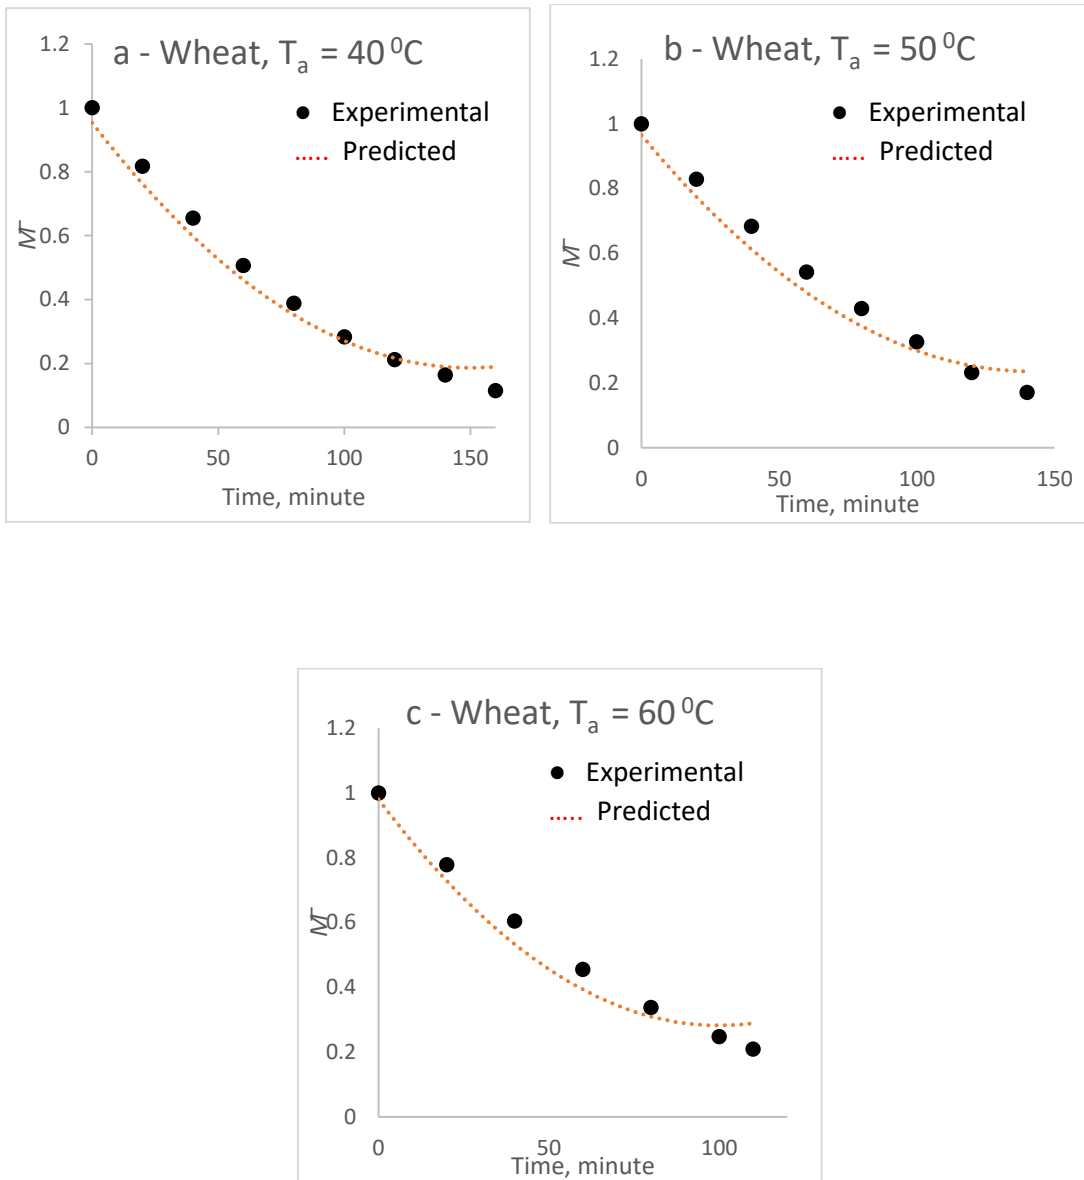 a - Wheat, Tₐ = 40 ⁰C
1.2
1
0.8
0.6
0.4
0.2
0
Experimental
Predicted
0 50 100 150
Time, minute
b - Wheat, Tₐ = 50 ⁰C
1.2
1
0.8
0.6
0.4
0.2
0
Experimental
Predicted
0 50 100 150
Time, minute
c - Wheat, Tₐ = 60 ⁰C
1.2
1
0.8
0.6
0.4
0.2
0
Experimental
Predicted
0 50 100
Time, minute